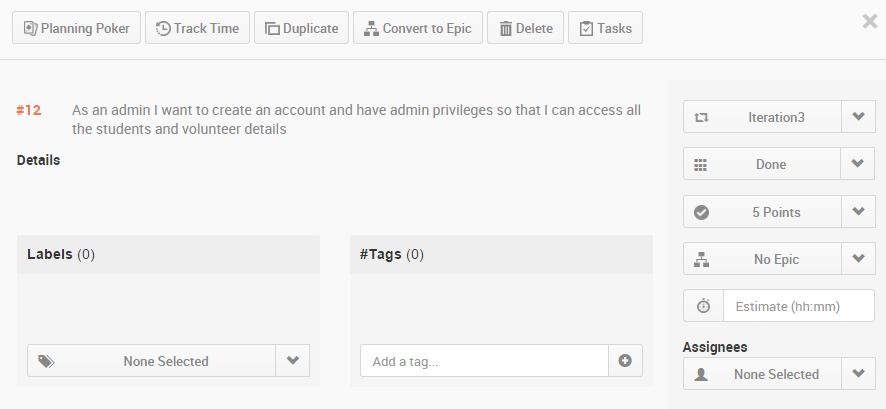 Planning Poker Track Time Duplicate Convert to Epic Delete Tasks
#12 As an admin I want to create an account and have admin privileges so that I can access all
the students and volunteer details
Details
Labels (0)
None Selected
#Tags (0)
Add a tag...
Iteration3
Done
5 Points
No Epic
Estimate (hh:mm)
Assignees
None Selected